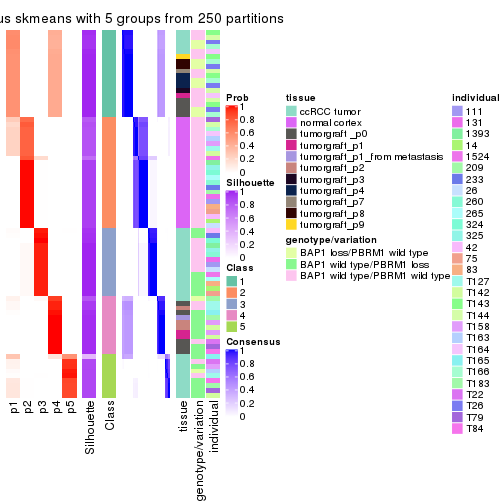 us skmeans with 5 groups from 250 partitions
p1
p2
p3
p4
p5
Silhouette
Class
tissue
genotype/variation
individual
Prob
1
0.8
0.6
0.4
0.2
0
Silhouette
1
0.8
0.6
0.4
0.2
0
Class
1
2
3
4
5
Consensus
1
0.8
0.6
0.4
0.2
0
tissue
ccRCC tumor
normal cortex
tumorgraft _p0
tumorgraft_p1
tumorgraft_p1_from metastasis
tumorgraft_p2
tumorgraft_p3
tumorgraft_p4
tumorgraft_p7
tumorgraft_p8
tumorgraft_p9
genotype/variation
BAP1 loss/PBRM1 wild type
BAP1 wild type/PBRM1 loss
BAP1 wild type/PBRM1 wild type
individual
111
131
1393
14
1524
209
233
26
260
265
324
325
42
75
83
T127
T142
T143
T144
T158
T163
T164
T165
T166
T183
T22
T26
T79
T84